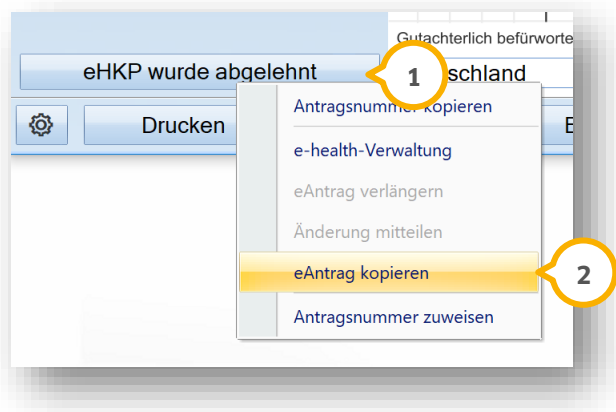 Gutachterlich befürworte
eHKP wurde abgelehnt
1
schland
Antragsnummer kopieren
Drucken
E
e-health-Verwaltung
eAntrag verlängern
Änderung mitteilen
eAntrag kopieren
2
Antragsnummer zuweisen